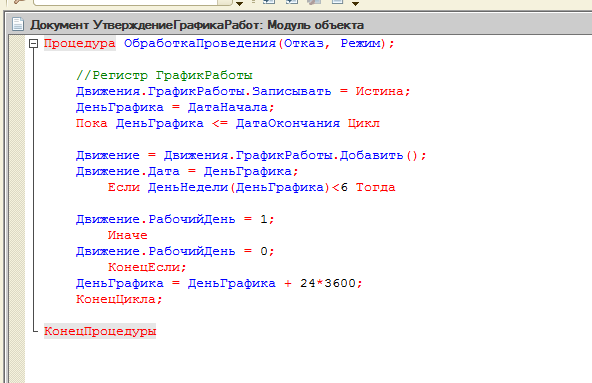 Документ УтверждениеГрафикаРабот: Модуль объекта
Процедура ОбработкаПроведения(Отказ, Режим);
//Регистр ГрафикРаботы
Движения.ГрафикРаботы.Записывать = Истина;
ДеньГрафика = ДатаНачала;
Пока ДеньГрафика <= ДатаОкончания Цикл
Движение = Движения.ГрафикРаботы.Добавить();
Движение.Дата = ДеньГрафика;
Если ДеньНедели(ДеньГрафика)<6 Тогда
Движение.РабочийДень = 1;
Иначе
Движение.РабочийДень = 0;
КонецЕсли;
ДеньГрафика = ДеньГрафика + 24*3600;
КонецЦикла;
КонецПроцедуры